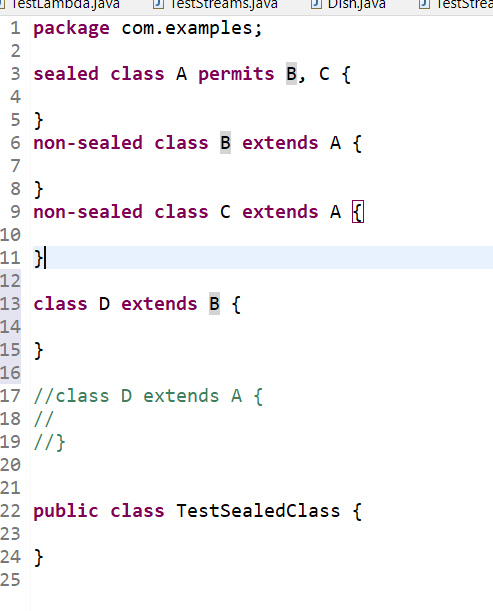 TestLambda.java TestStreams.java Dish.java TestStrea
1 package com.examples;
2
3 sealed class A permits B, C {
4
5 }
6 non-sealed class B extends A {
7
8 }
9 non-sealed class C extends A {
10
11 }
12
13 class D extends B {
14
15 }
16
17 //class D extends A {
18 //
19 //}
20
21
22 public class TestSealedClass {
23
24 }
25